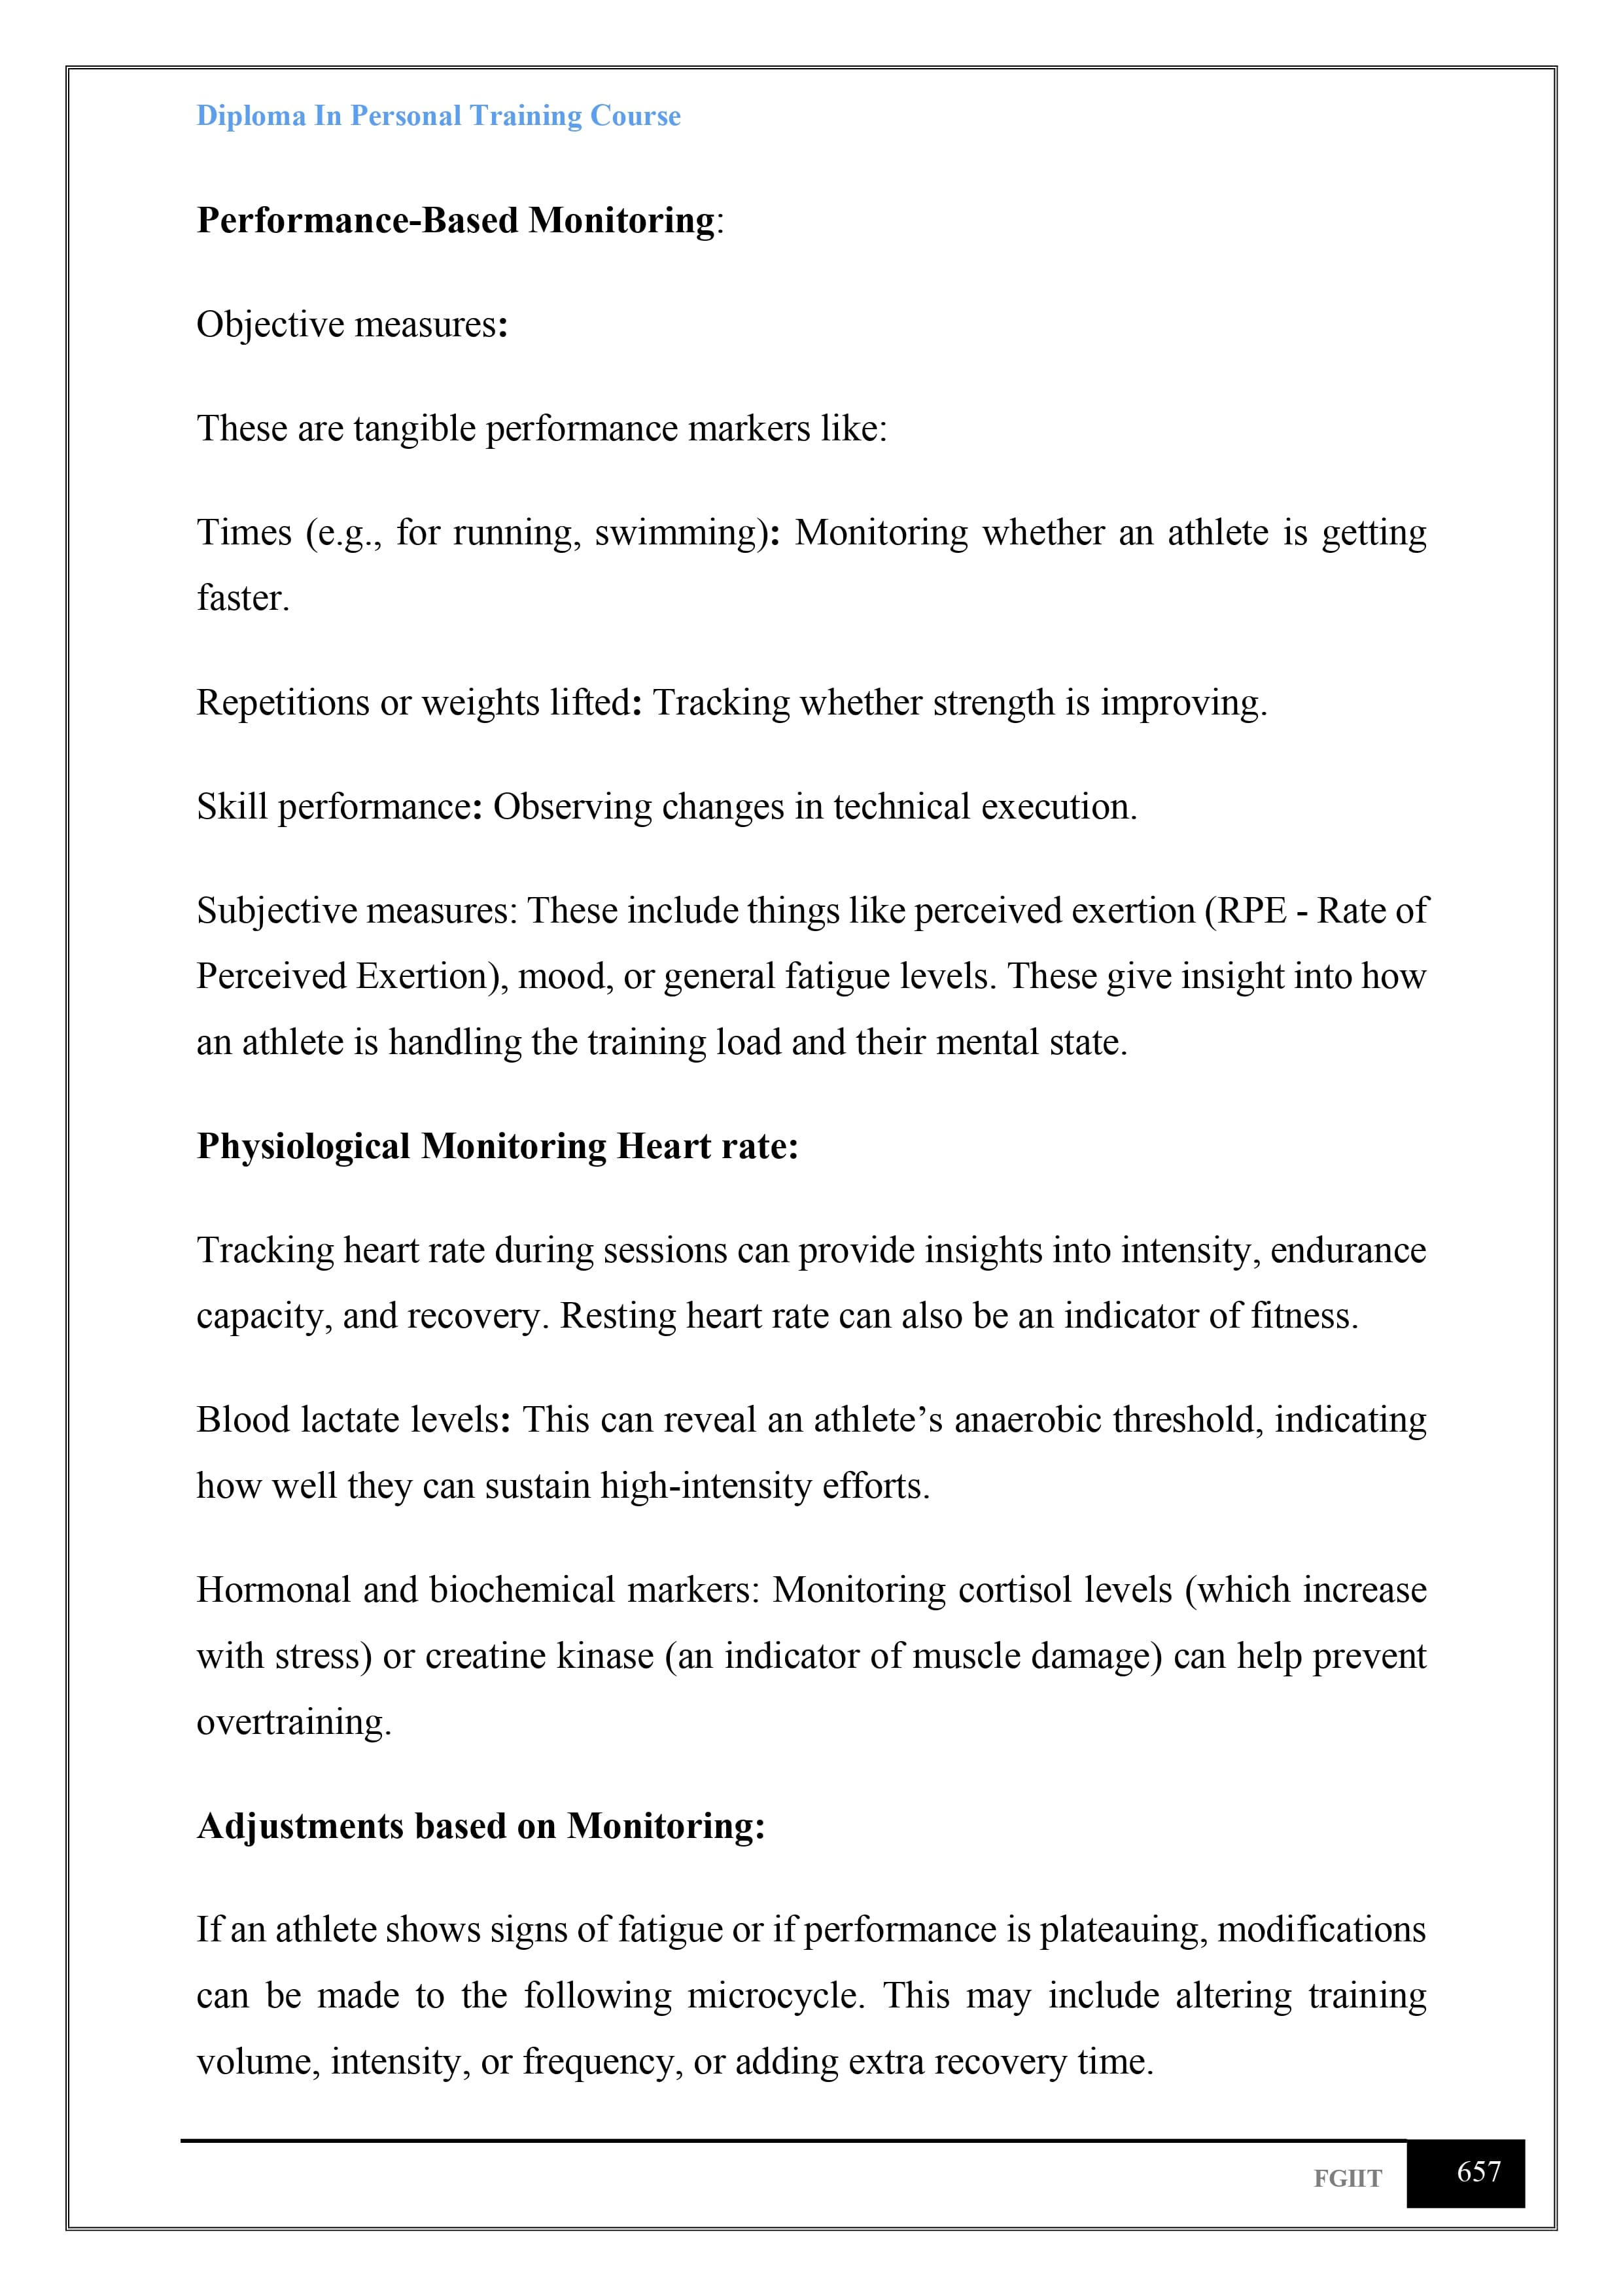 Diploma In Personal Training Course
Performance-Based Monitoring:
Objective measures:
These are tangible performance markers like:
Times (e.g., for running, swimming): Monitoring whether an athlete is getting
faster.
Repetitions or weights lifted: Tracking whether strength is improving.
Skill performance: Observing changes in technical execution.
Subjective measures: These include things like perceived exertion (RPE - Rate of
Perceived Exertion), mood, or general fatigue levels. These give insight into how
an athlete is handling the training load and their mental state.
Physiological Monitoring Heart rate:
Tracking heart rate during sessions can provide insights into intensity, endurance
capacity, and recovery. Resting heart rate can also be an indicator of fitness.
Blood lactate levels: This can reveal an athlete’s anaerobic threshold, indicating
how well they can sustain high-intensity efforts.
Hormonal and biochemical markers: Monitoring cortisol levels (which increase
with stress) or creatine kinase (an indicator of muscle damage) can help prevent
overtraining.
Adjustments based on Monitoring:
If an athlete shows signs of fatigue or if performance is plateauing, modifications
can be made to the following microcycle. This may include altering training
volume, intensity, or frequency, or adding extra recovery time.
FGIIT 657